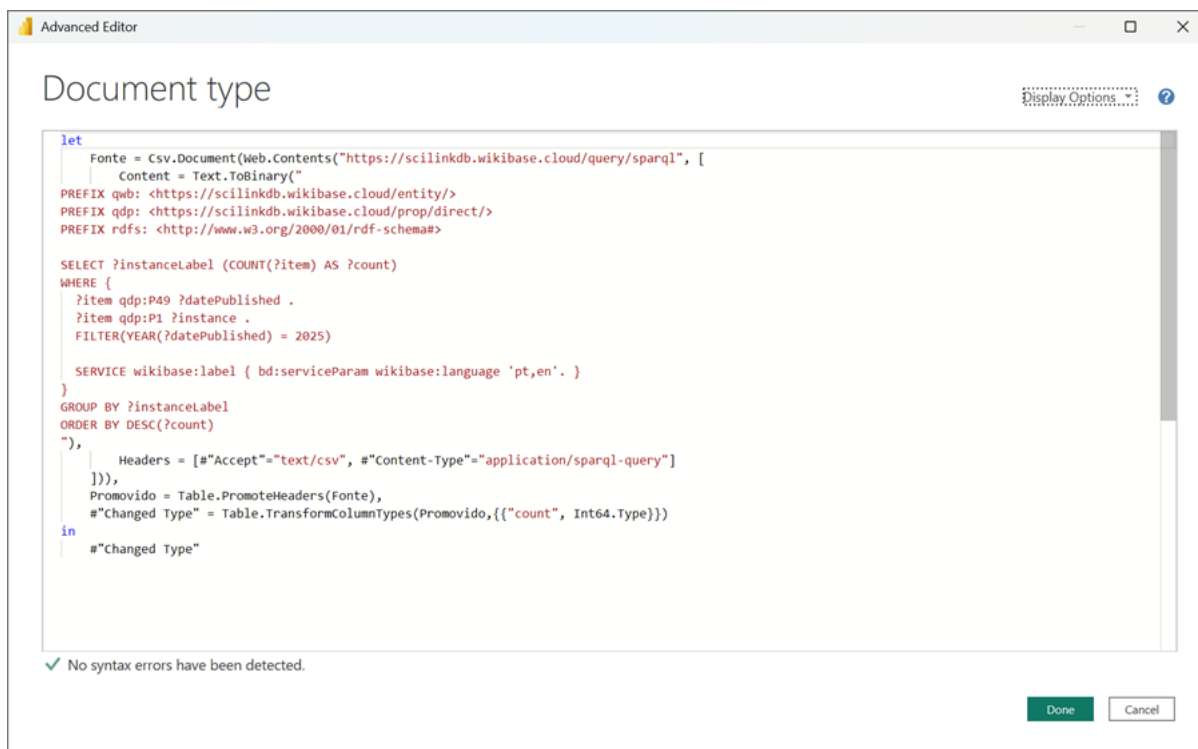 Advanced Editor
Document type
Display Options
?
let
    Fonte = Csv.Document(Web.Contents("https://scilinkdb.wikibase.cloud/query/sparql", [
        Content = Text.ToBinary("
PREFIX qwb: <https://scilinkdb.wikibase.cloud/entity/>
PREFIX qdp: <https://scilinkdb.wikibase.cloud/prop/direct/>
PREFIX rdfs: <http://www.w3.org/2000/01/rdf-schema#>

SELECT ?instanceLabel (COUNT(?item) AS ?count)
WHERE {
  ?item qdp:P49 ?datePublished .
  ?item qdp:P1 ?instance .
  FILTER(YEAR(?datePublished) = 2025)

  SERVICE wikibase:label { bd:serviceParam wikibase:language 'pt,en'. }
}
GROUP BY ?instanceLabel
ORDER BY DESC(?count)
"),
        Headers = [#"Accept"="text/csv", #"Content-Type"="application/sparql-query"]
    ])),
    Promovido = Table.PromoteHeaders(Fonte),
    #"Changed Type" = Table.TransformColumnTypes(Promovido,{{"count", Int64.Type}})
in
    #"Changed Type"
No syntax errors have been detected.
Done
Cancel